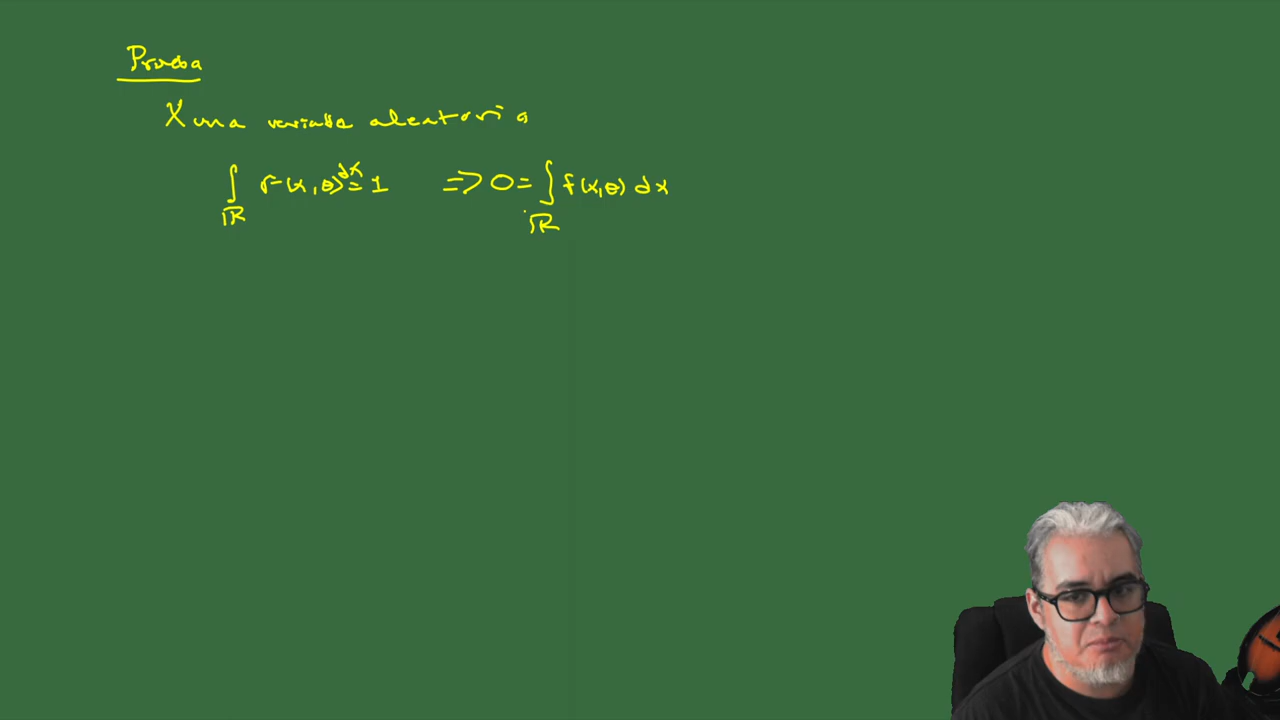 Prueba
X una variable aleatoria
∫_ℝ f(x,θ) dx = 1 => 0 = ∫_ℝ f(x,θ) dx